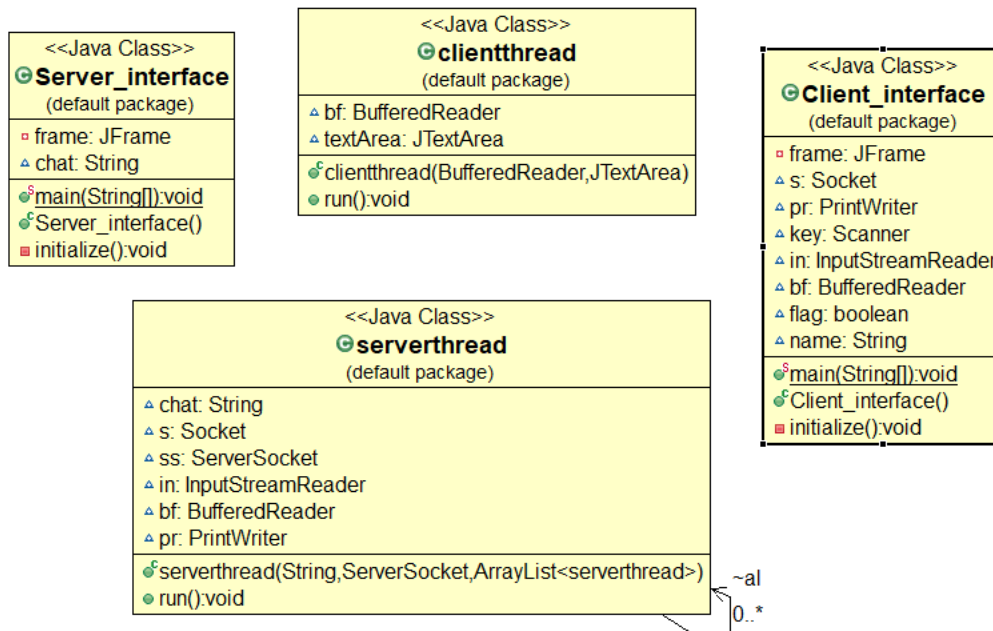 <<Java Class>>
Server_interface
(default package)
frame: JFrame
chat: String
main(String[]):void
Server_interface()
initialize():void
<<Java Class>>
clientthread
(default package)
bf: BufferedReader
textArea: JTextArea
clientthread(BufferedReader,JTextArea)
run():void
<<Java Class>>
Client_interface
(default package)
frame: JFrame
s: Socket
pr: PrintWriter
key: Scanner
in: InputStreamReader
bf: BufferedReader
flag: boolean
name: String
main(String[]):void
Client_interface()
initialize():void
<<Java Class>>
serverthread
(default package)
chat: String
s: Socket
ss: ServerSocket
in: InputStreamReader
bf: BufferedReader
pr: PrintWriter
serverthread(String,ServerSocket,ArrayList<serverthread>)
run():void
~al
0..*